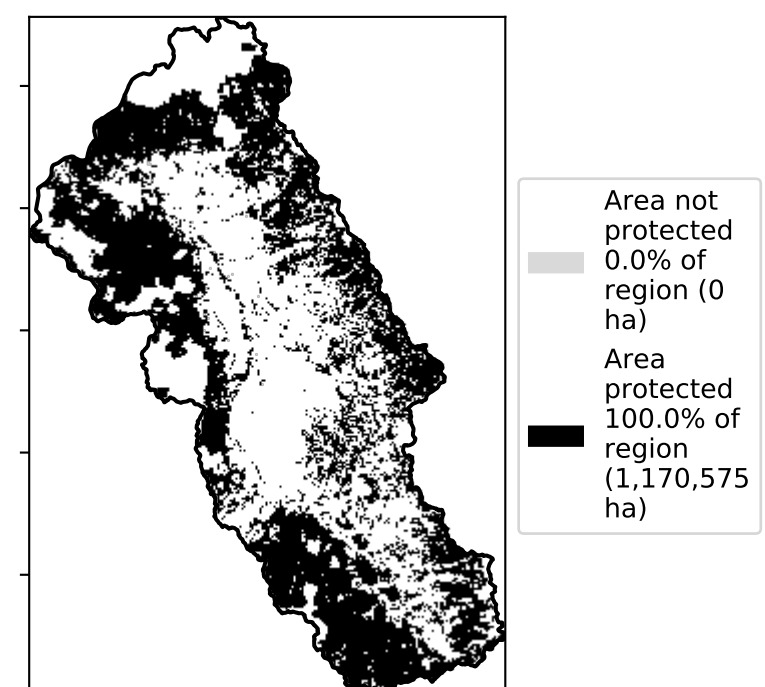 Area not
protected
0.0% of
region (0
ha)
Area
protected
100.0% of
region
(1,170,575
ha)